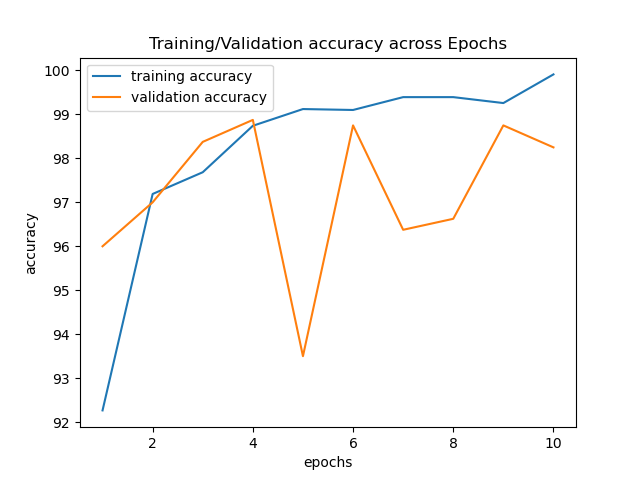 Training/Validation accuracy across Epochs
training accuracy
validation accuracy
100
99
98
97
96
95
94
93
92
accuracy
2
4
6
8
10
epochs